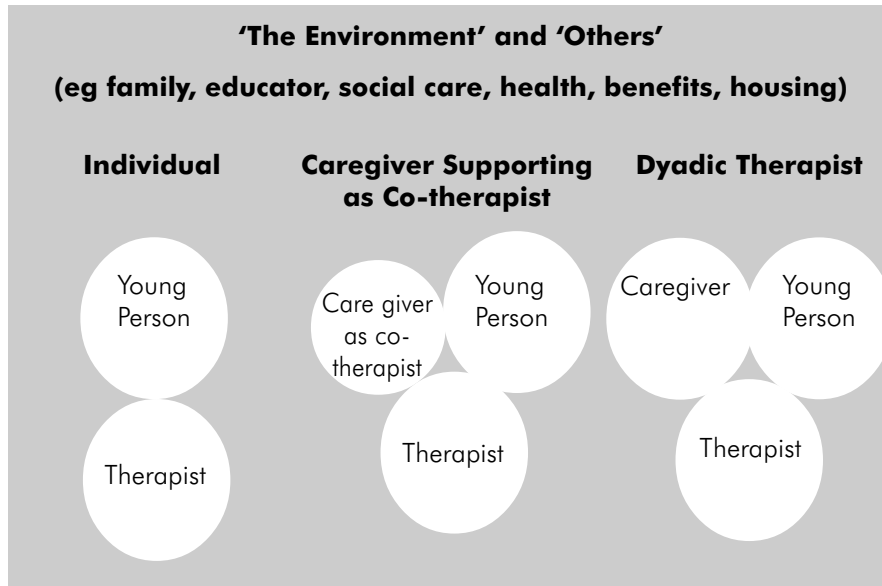 ‘The Environment’ and ‘Others’
(eg family, educator, social care, health, benefits, housing)
Individual
Caregiver Supporting
as Co-therapist
Dyadic Therapist
Young
Person
Therapist
Care giver
as co-
therapist
Young
Person
Therapist
Caregiver
Young
Person
Therapist